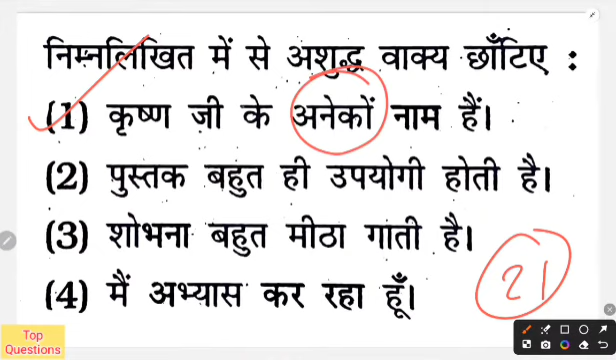 निम्नलिखित में से अशुद्ध वाक्य छाँटिए :
(1) कृष्ण जी के अनेकों नाम हैं।
(2) पुस्तक बहुत ही उपयोगी होती है।
(3) शोभना बहुत मीठा गाती है।
(4) मैं अभ्यास कर रहा हूँ।
21
Top
Questions